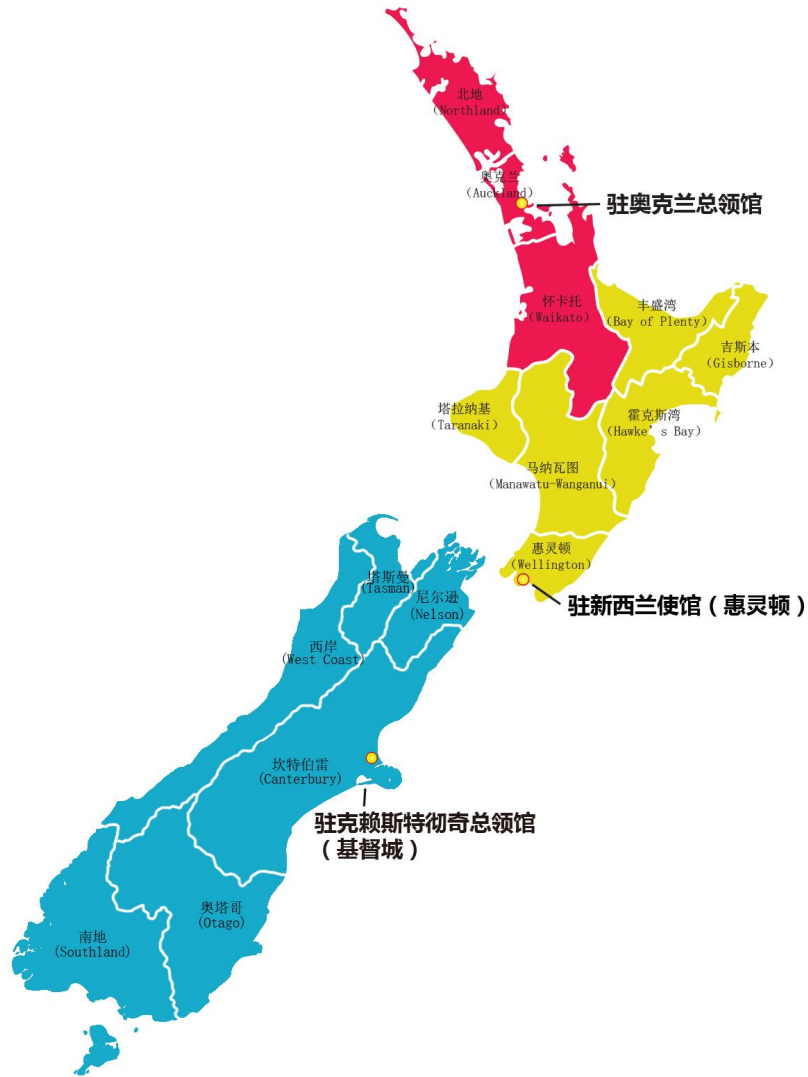 北地
(Northland)
奥克兰
(Auckland)
驻奥克兰总领馆
怀卡托
(Waikato)
丰盛湾
(Bay of Plenty)
吉斯本
(Gisborne)
塔拉纳基
(Taranaki)
霍克斯湾
(Hawke’s Bay)
马纳瓦图
(Manawatu-Wanganui)
惠灵顿
(Wellington)
驻新西兰使馆（惠灵顿）
塔斯曼
(Tasman)
尼尔逊
(Nelson)
西岸
(West Coast)
坎特伯雷
(Canterbury)
驻克赖斯特彻奇总领馆
（基督城）
奥塔哥
(Otago)
南地
(Southland)